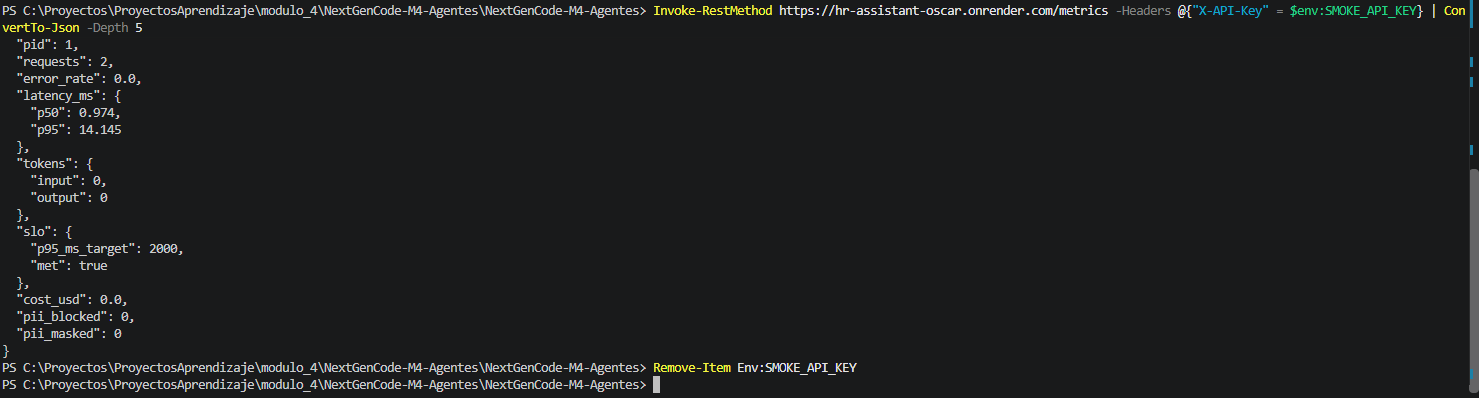 PS C:\Proyectos\ProyectosAprendizaje\modulo_4\NextGenCode-M4-Agentes\NextGenCode-M4-Agentes> Invoke-RestMethod https://hr-assistant-oscar.onrender.com/metrics -Headers @{"X-API-Key" = $env:SMOKE_API_KEY} | Con
vertTo-Json -Depth 5
  "pid": 1,
  "requests": 2,
  "error_rate": 0.0,
  "latency_ms": {
    "p50": 0.974,
    "p95": 14.145
  },
  "tokens": {
    "input": 0,
    "output": 0
  },
  "slo": {
    "p95_ms_target": 2000,
    "met": true
  },
  "cost_usd": 0.0,
  "pii_blocked": 0,
  "pii_masked": 0
}
PS C:\Proyectos\ProyectosAprendizaje\modulo_4\NextGenCode-M4-Agentes\NextGenCode-M4-Agentes> Remove-Item Env:SMOKE_API_KEY
PS C:\Proyectos\ProyectosAprendizaje\modulo_4\NextGenCode-M4-Agentes\NextGenCode-M4-Agentes>